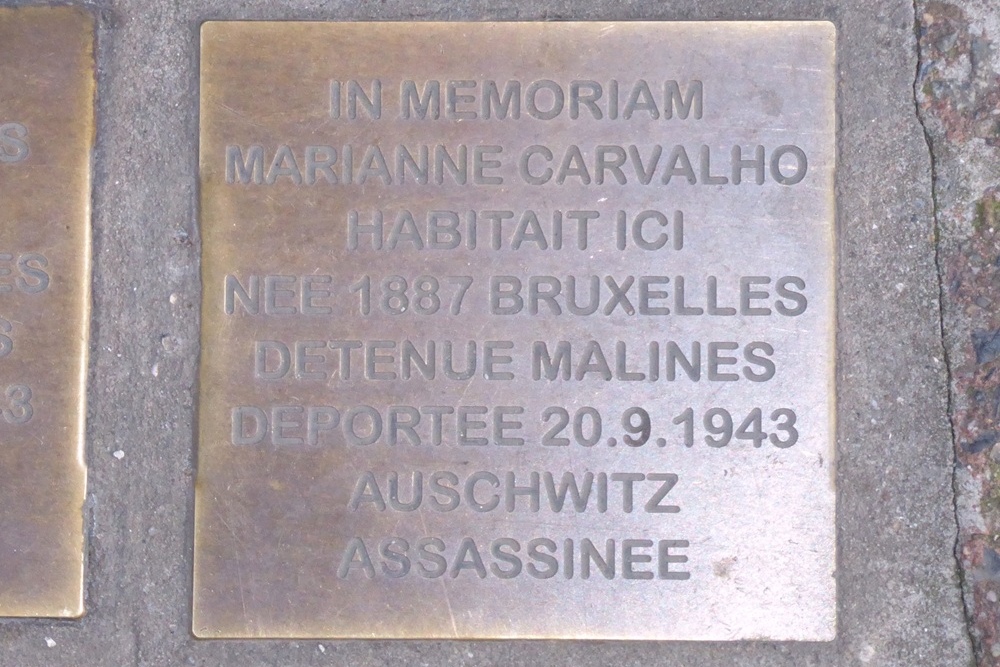 IN MEMORIAM
MARIANNE CARVALHO
HABITAIT ICI
NEE 1887 BRUXELLES
DETENUE MALINES
DEPORTEE 20.9.1943
AUSCHWITZ
ASSASSINEE